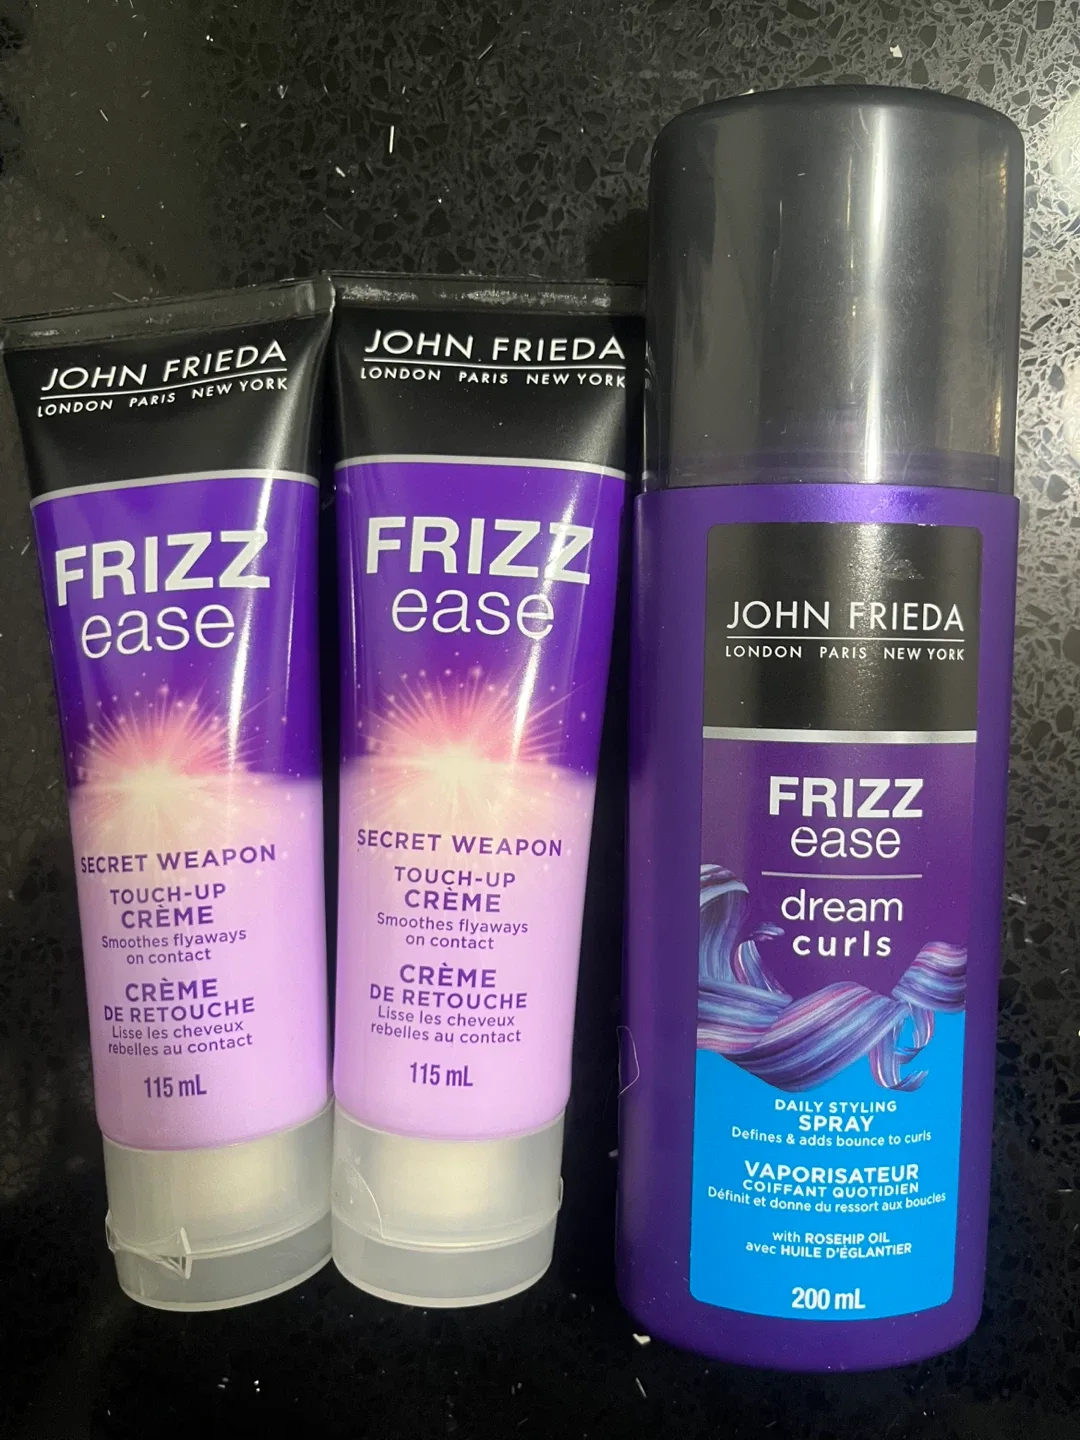 JOHN FRIEDA
LONDON PARIS NEW YORK
FRIZZ
ease
SECRET WEAPON
TOUCH-UP
CRÈME
Smoothes flyaways
on contact
CRÈME
DE RETOUCHE
Lisse les cheveux
rebelles au contact
115 mL
JOHN FRIEDA
LONDON PARIS NEW YORK
FRIZZ
ease
SECRET WEAPON
TOUCH-UP
CRÈME
Smoothes flyaways
on contact
CRÈME
DE RETOUCHE
Lisse les cheveux
rebelles au contact
115 mL
JOHN FRIEDA
LONDON PARIS NEW YORK
FRIZZ
ease
dream
curls
DAILY STYLING
SPRAY
Defines & adds bounce to curls
VAPORISATEUR
COIFFANT QUOTIDIEN
Définit et donne du ressort aux boucles
with ROSEHIP OIL
avec HUILE D'ÉGLANTIER
200 mL